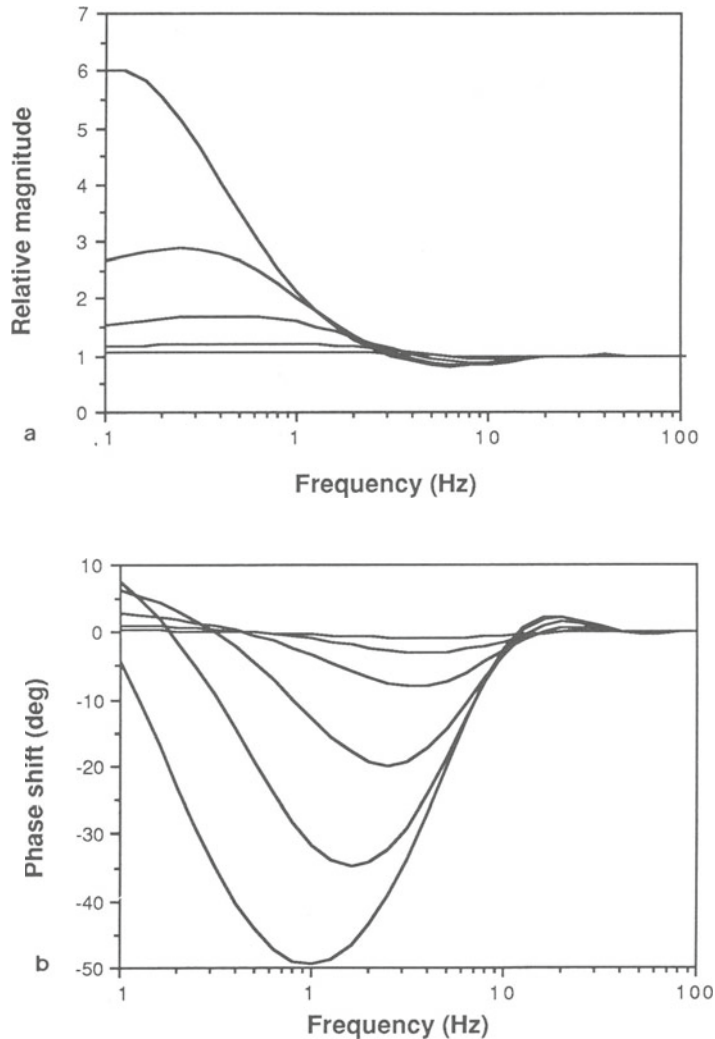 7
6
5
4
3
2
1
0
Relative magnitude
a
.1 1 10 100
Frequency (Hz)
10
0
-10
-20
-30
-40
-50
Phase shift (deg)
b
1 1 10 100
Frequency (Hz)